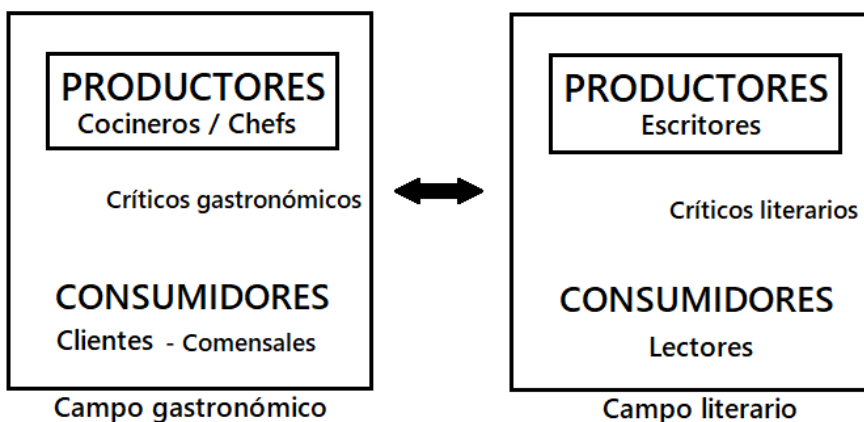 PRODUCTORES
Cocineros / Chefs
Críticos gastronómicos
CONSUMIDORES
Clientes - Comensales
Campo gastronómico
PRODUCTORES
Escritores
Críticos literarios
CONSUMIDORES
Lectores
Campo literario